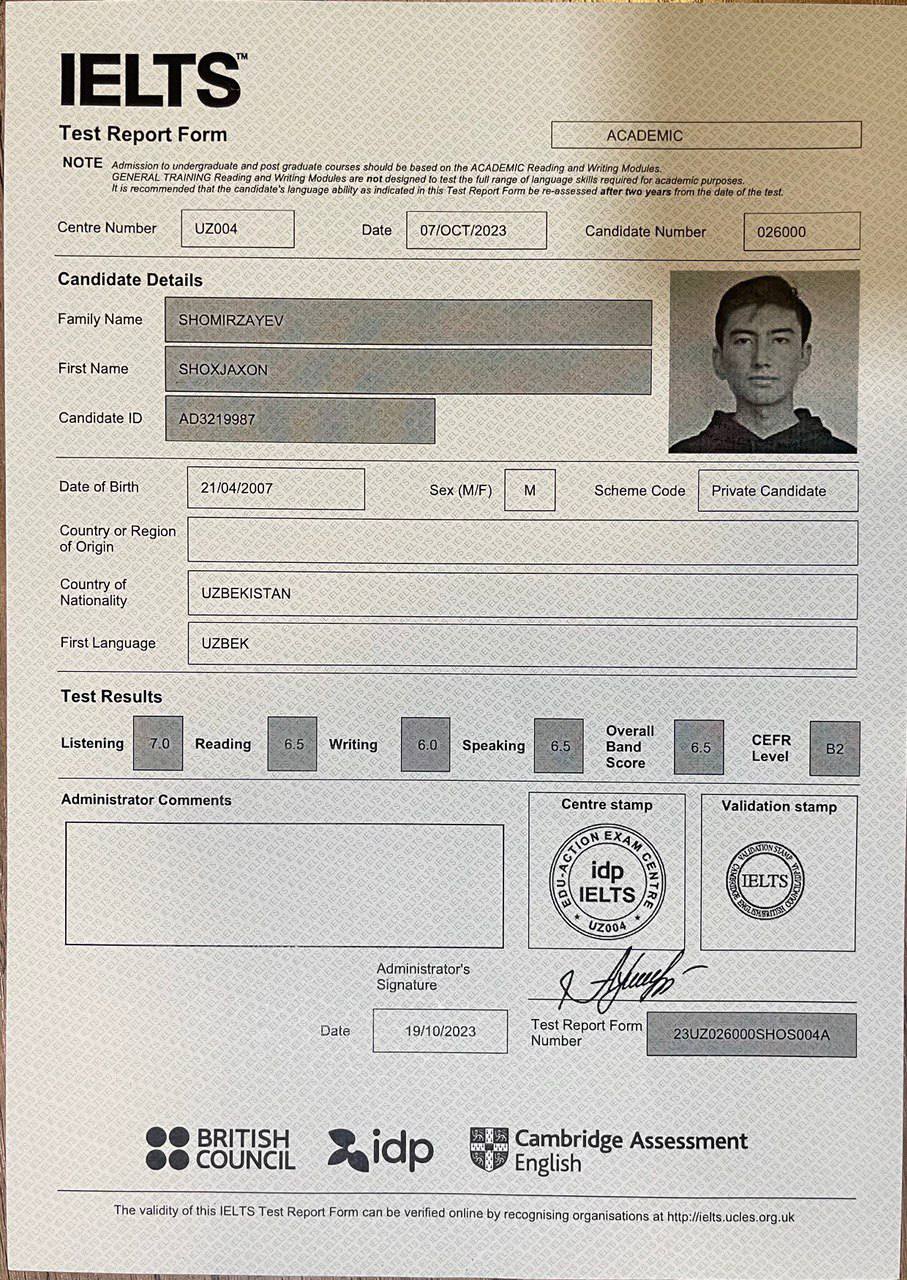 IELTS™
Test Report Form
ACADEMIC
NOTE Admission to undergraduate and post graduate courses should be based on the ACADEMIC Reading and Writing Modules.
GENERAL TRAINING Reading and Writing Modules are not designed to test the full range of language skills required for academic purposes.
It is recommended that the candidate's language ability as indicated in this Test Report Form be re-assessed after two years from the date of the test.
Centre Number UZ004 Date 07/OCT/2023 Candidate Number 026000
Candidate Details
Family Name SHOMIRZAYEV
First Name SHOXJAXON
Candidate ID AD3219987
Date of Birth 21/04/2007 Sex (M/F) M Scheme Code Private Candidate
Country or Region
of Origin
Country of
Nationality UZBEKISTAN
First Language UZBEK
Test Results
Listening 7.0 Reading 6.5 Writing 6.0 Speaking 6.5 Overall Band Score 6.5 CEFR Level B2
Administrator Comments
Centre stamp
EDU-ACTION EXAM CENTRE
idp
IELTS
UZ004
Validation stamp
VALIDATION STAMP
IELTS
Administrator's
Signature
Date 19/10/2023
Test Report Form
Number 23UZ026000SHOS004A
BRITISH
COUNCIL
idp
Cambridge Assessment
English
The validity of this IELTS Test Report Form can be verified online by recognising organisations at http://ielts.ucles.org.uk